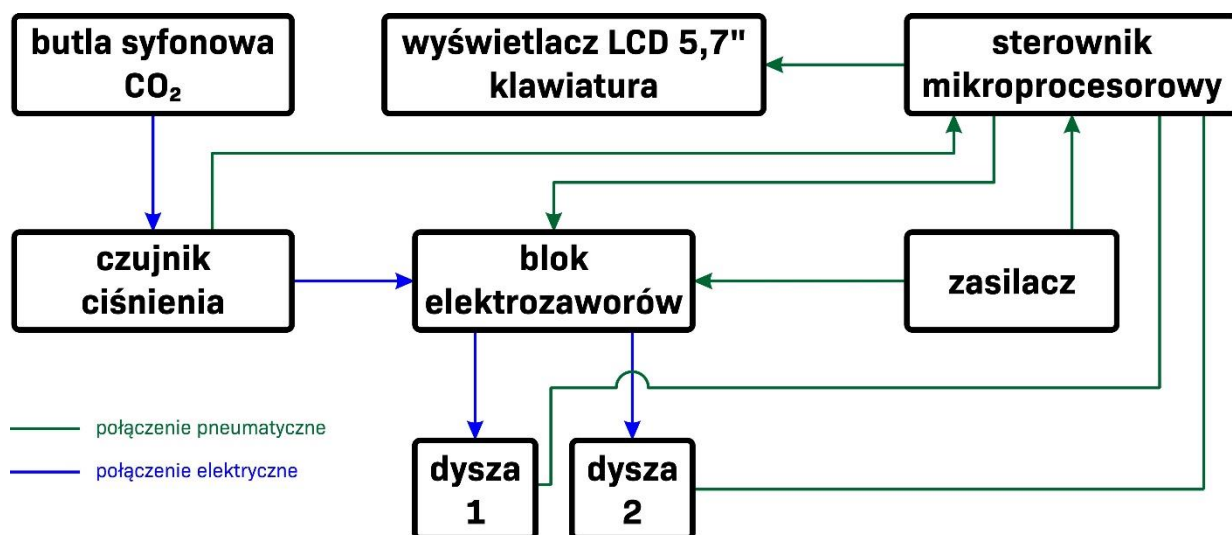 butla syfonowa
CO₂
wyświetlacz LCD 5,7"
klawiatura
sterownik
mikroprocesorowy
czujnik
ciśnienia
blok
elektrozaworów
zasilacz
połączenie pneumatyczne
połączenie elektryczne
dysza
1
dysza
2